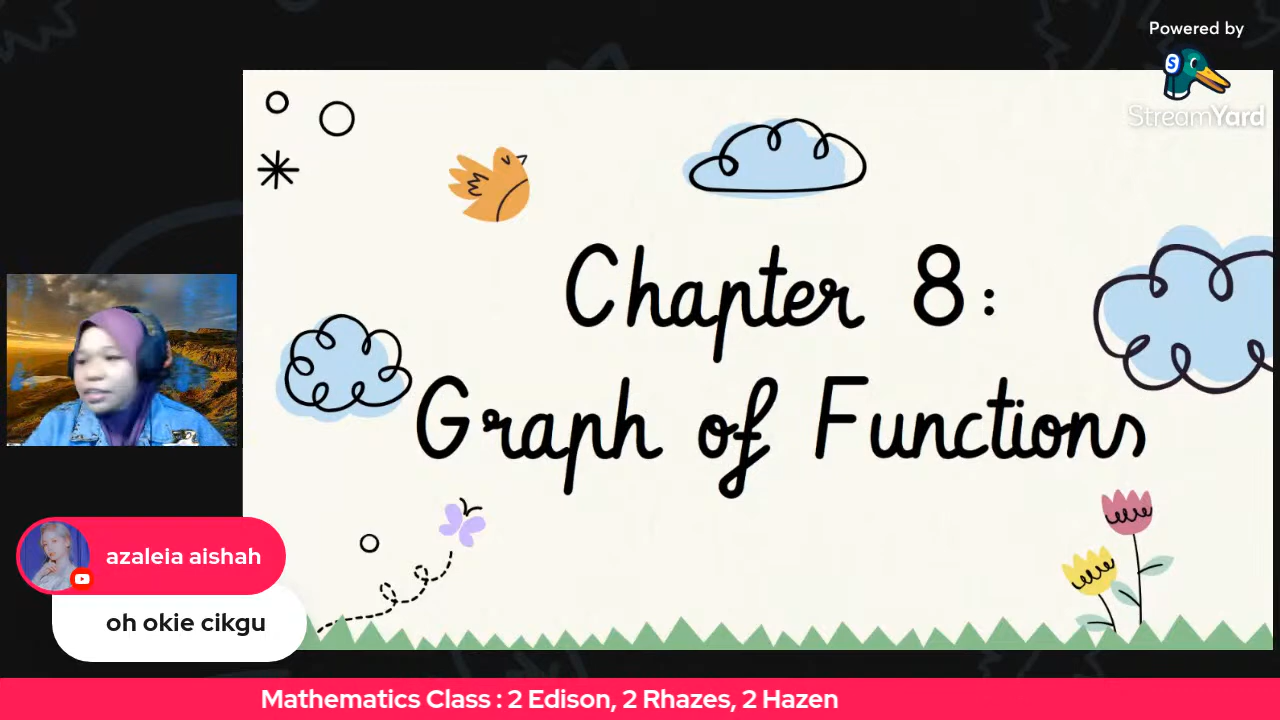 Powered by
S
StreamYard
Chapter 8:
Graph of Functions
azaleia aishah
oh okie cikgu
Mathematics Class : 2 Edison, 2 Rhazes, 2 Hazen